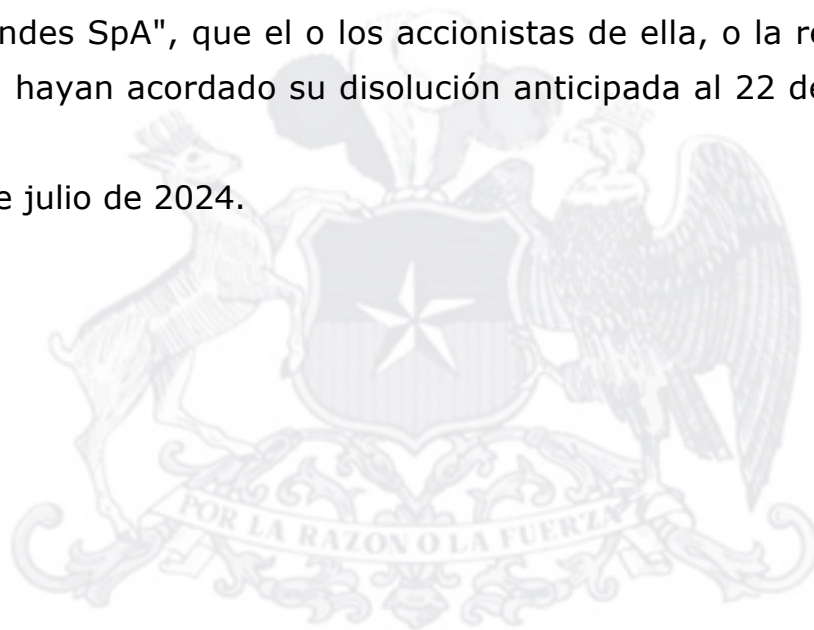 ndes SpA", que el o los accionistas de ella, o la re
hayan acordado su disolución anticipada al 22 de
e julio de 2024.
POR LA RAZON O LA FUERZA